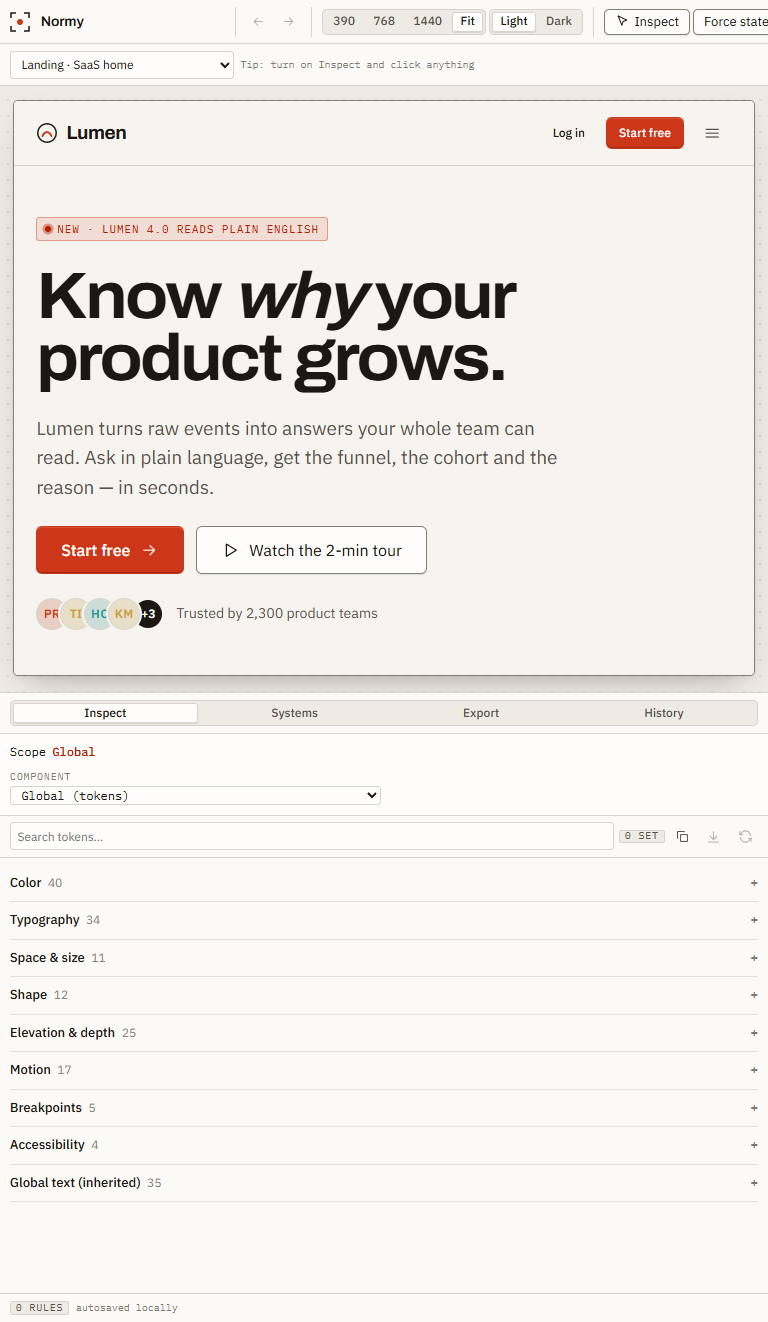 Normy
390 768 1440 Fit Light Dark Inspect Force state
Landing · SaaS home Tip: turn on Inspect and click anything
Lumen Log in Start free
NEW · LUMEN 4.0 READS PLAIN ENGLISH
Know why your
product grows.
Lumen turns raw events into answers your whole team can
read. Ask in plain language, get the funnel, the cohort and the
reason — in seconds.
Start free Watch the 2-min tour
PR TI HO KM +3 Trusted by 2,300 product teams
Inspect Systems Export History
Scope Global
COMPONENT
Global (tokens)
Search tokens... 0 SET
Color 40 +
Typography 34 +
Space & size 11 +
Shape 12 +
Elevation & depth 25 +
Motion 17 +
Breakpoints 5 +
Accessibility 4 +
Global text (inherited) 35 +
0 RULES autosaved locally